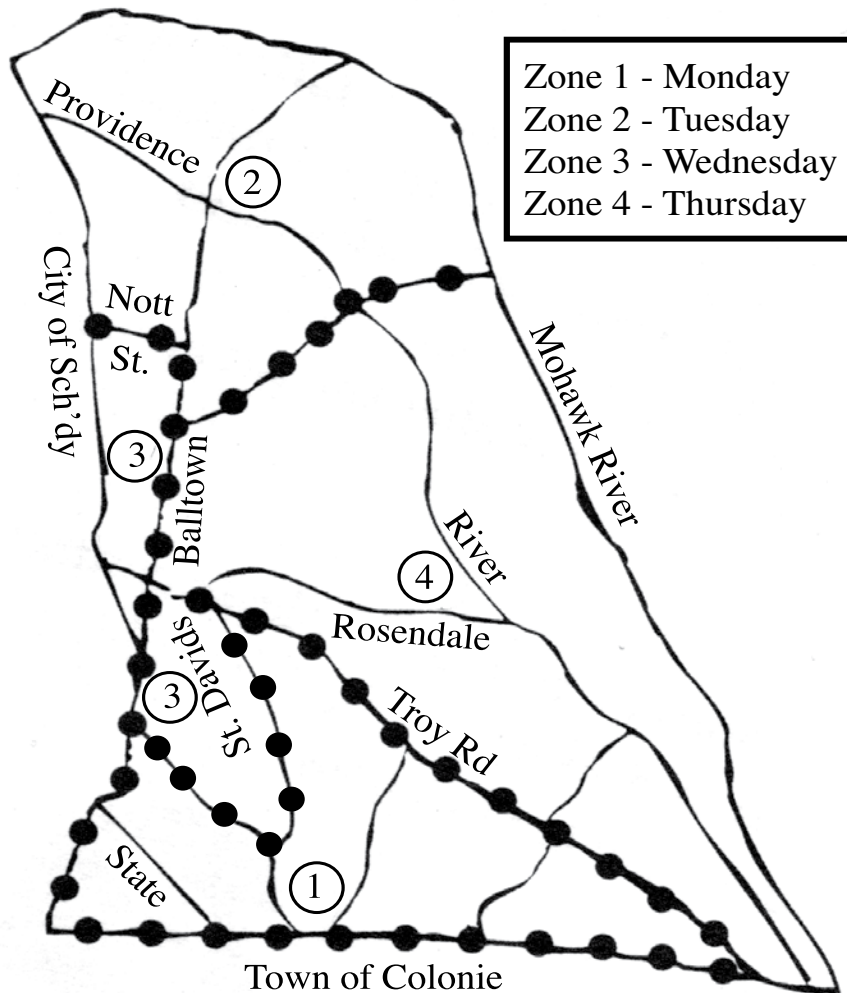 Zone 1 - Monday
Zone 2 - Tuesday
Zone 3 - Wednesday
Zone 4 - Thursday
Providence
2
City of Sch'dy
Nott
St.
Mohawk River
3
Balltown
River
4
Rosendale
St. Davids
3
Troy Rd
State
1
Town of Colonie